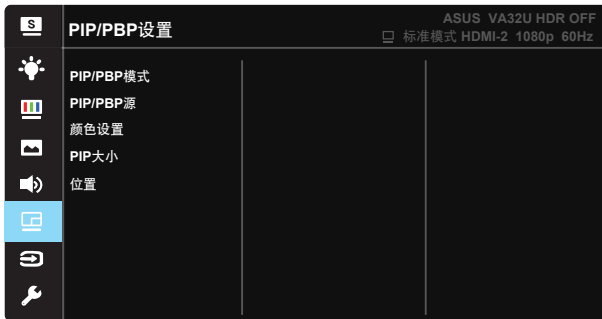 S
PIP/PBP设置
ASUS VA32U HDR OFF
标准模式 HDMI-2 1080p 60Hz
PIP/PBP模式
PIP/PBP源
颜色设置
PIP大小
位置